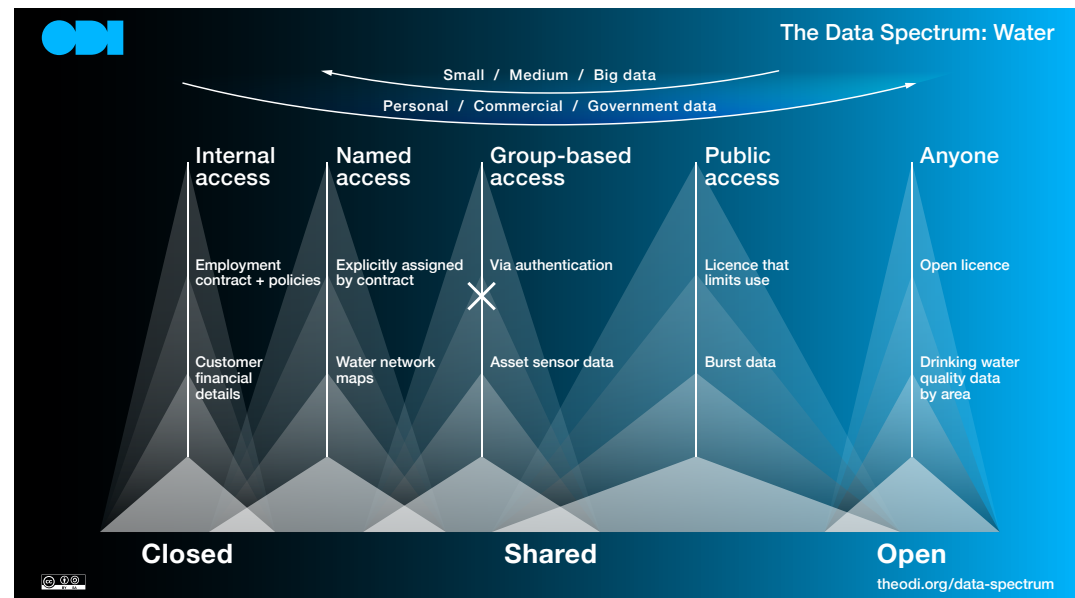 ODI
The Data Spectrum: Water
Small / Medium / Big data
Personal / Commercial / Government data
Internal
access
Named
access
Group-based
access
Public
access
Anyone
Employment
contract + policies
Explicitly assigned
by contract
Via authentication
Licence that
limits use
Open licence
Customer
financial
details
Water network
maps
Asset sensor data
Burst data
Drinking water
quality data
by area
Closed
Shared
Open
cc
BY SA
theodi.org/data-spectrum